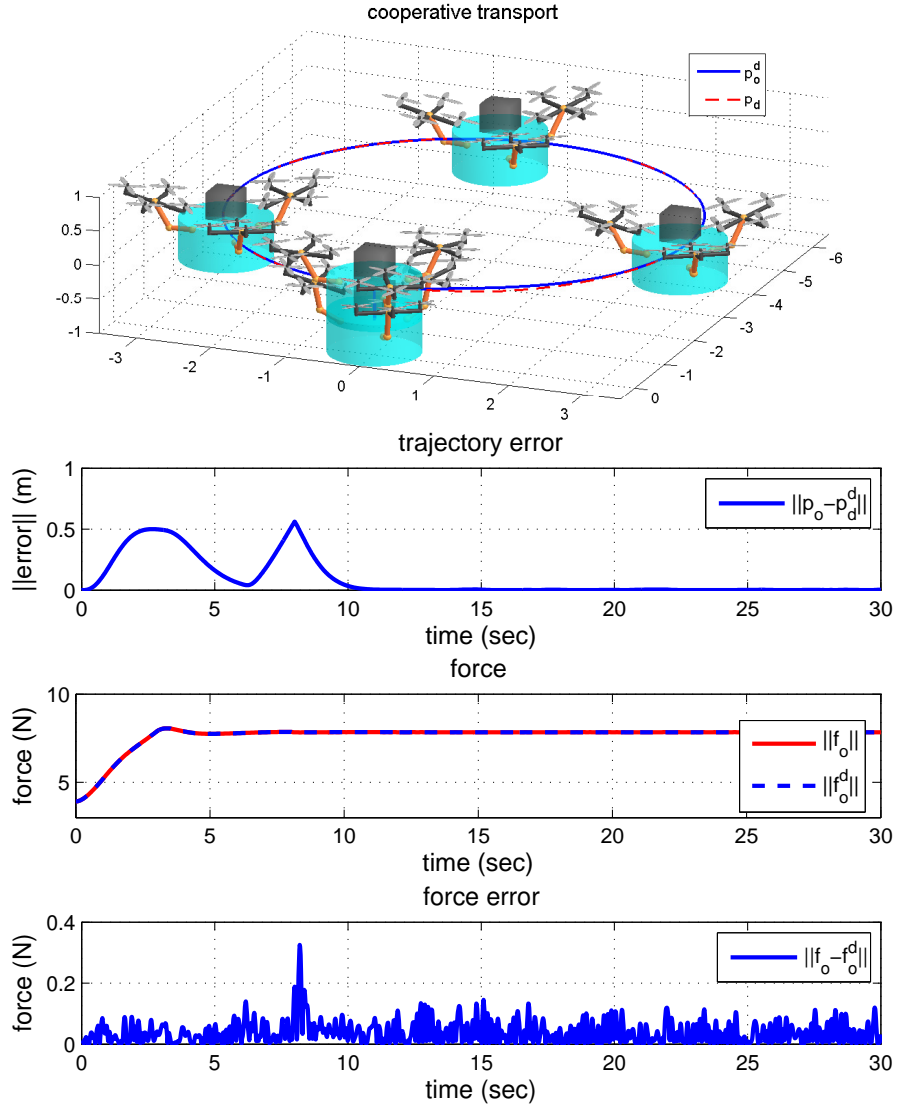 cooperative transport
p_o^d
p_d
1
0.5
0
-0.5
-1
-3
-2
-1
0
1
2
3
0
-1
-2
-3
-4
-5
-6
trajectory error
||error|| (m)
1
0.5
0
||p_o−p_d^d||
0 5 10 15 20 25 30
time (sec)
force
force (N)
10
5
||f_o||
||f_o^d||
0 5 10 15 20 25 30
time (sec)
force error
force (N)
0.4
0.2
0
||f_o−f_o^d||
0 5 10 15 20 25 30
time (sec)